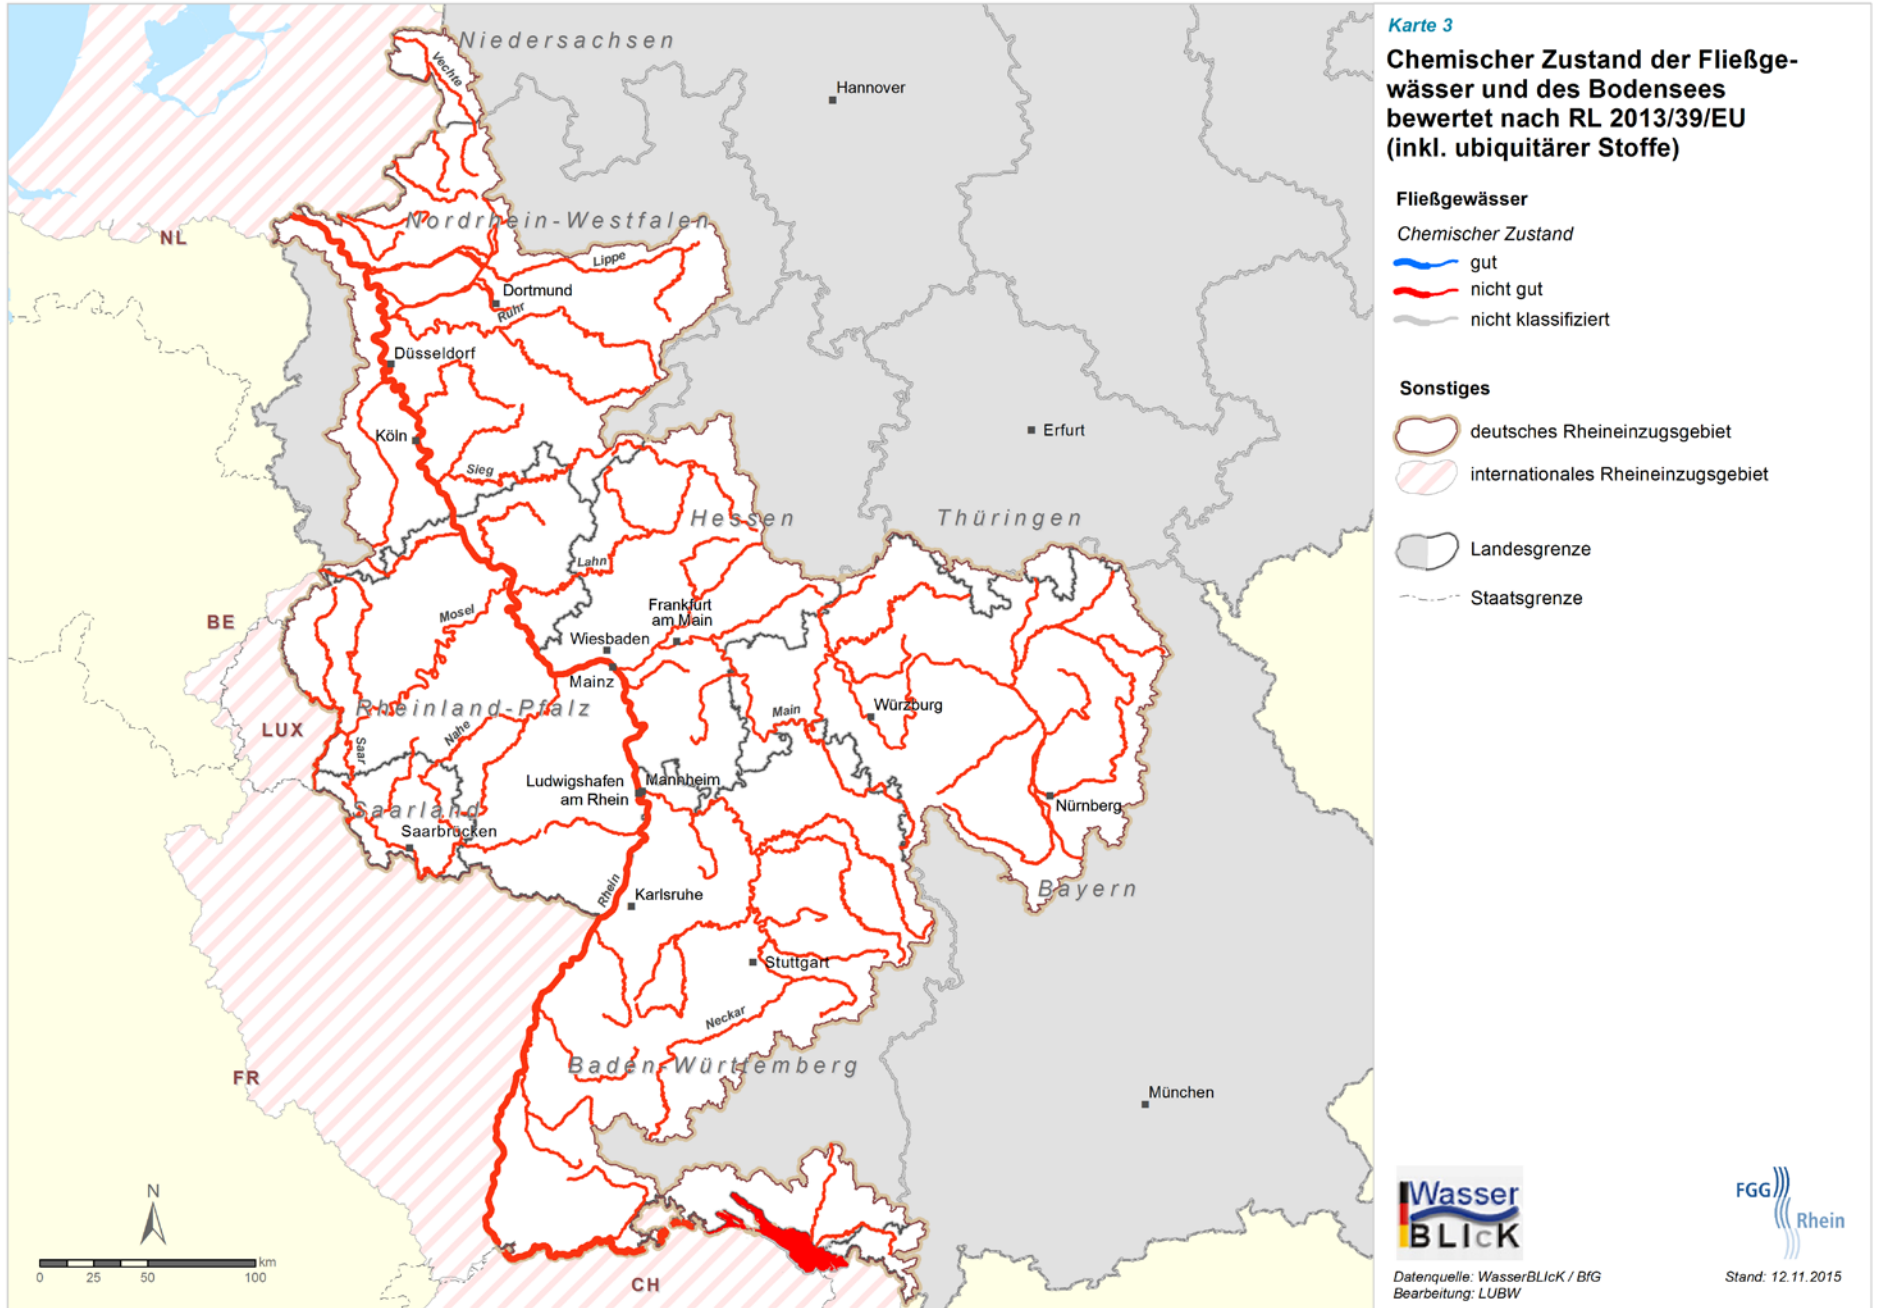 Karte 3
Chemischer Zustand der Fließge-
wässer und des Bodensees
bewertet nach RL 2013/39/EU
(inkl. ubiquitärer Stoffe)
Fließgewässer
Chemischer Zustand
gut
nicht gut
nicht klassifiziert
Sonstiges
deutsches Rheineinzugsgebiet
internationales Rheineinzugsgebiet
Landesgrenze
Staatsgrenze
Niedersachsen
Vechte
Hannover
Nordrhein-Westfalen
NL
Lippe
Dortmund
Ruhr
Düsseldorf
Köln
Erfurt
Sieg
Hessen
Thüringen
Lahn
Mosel
Frankfurt
am Main
BE
Wiesbaden
Mainz
Rheinland-Pfalz
Würzburg
Main
LUX
Saar
Nahe
Ludwigshafen
am Rhein
Mannheim
Saarland
Nürnberg
Saarbrücken
Rhein
Karlsruhe
Bayern
Stuttgart
Neckar
Baden-Württemberg
FR
München
N
km
0 25 50 100
CH
Wasser
BLIcK
FGG
Rhein
Datenquelle: WasserBLIcK / BfG
Bearbeitung: LUBW
Stand: 12.11.2015